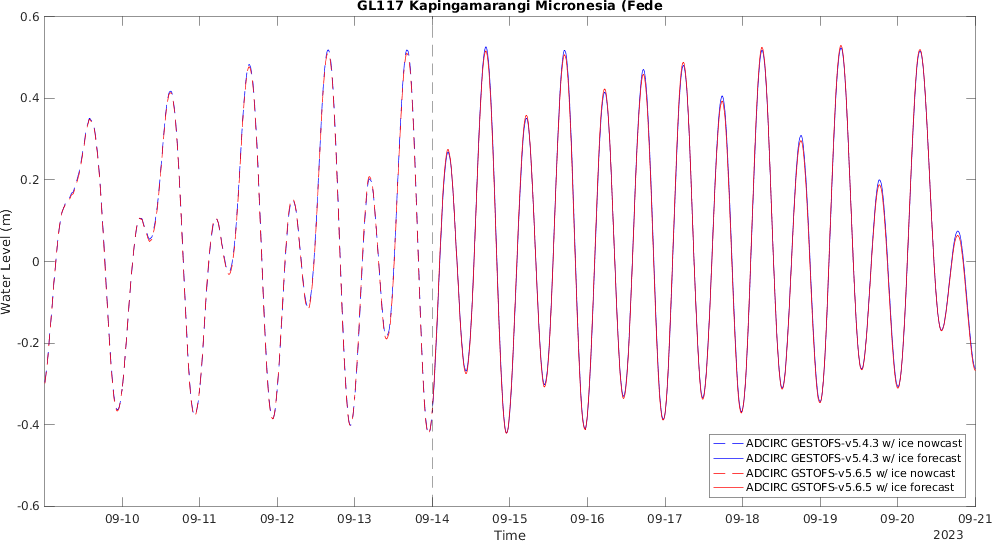 GL117 Kapingamarangi Micronesia (Fede
0.6
0.4
0.2
0
-0.2
-0.4
-0.6
Water Level (m)
09-10 09-11 09-12 09-13 09-14 09-15 09-16 09-17 09-18 09-19 09-20 09-21
Time
2023
ADCIRC GESTOFS-v5.4.3 w/ ice nowcast
ADCIRC GESTOFS-v5.4.3 w/ ice forecast
ADCIRC GSTOFS-v5.6.5 w/ ice nowcast
ADCIRC GSTOFS-v5.6.5 w/ ice forecast